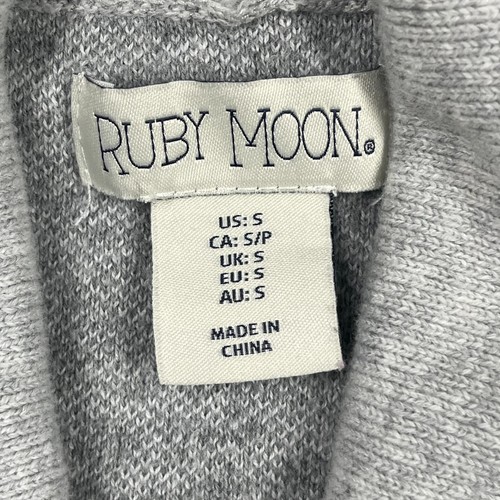 RUBY MOON®
US: S
CA: S/P
UK: S
EU: S
AU: S
MADE IN
CHINA